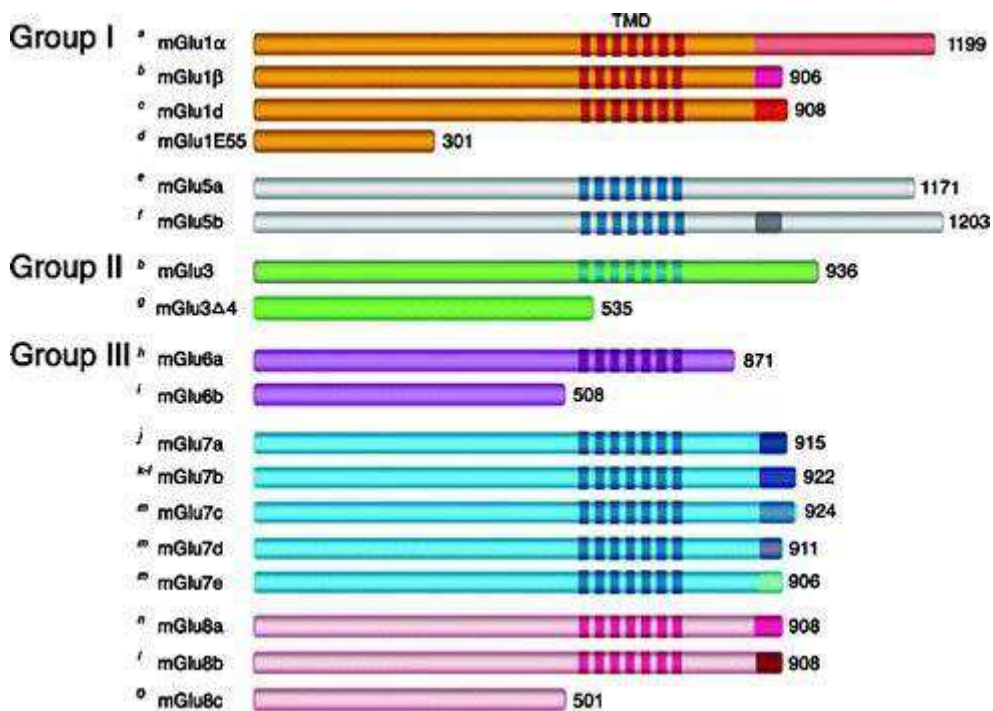 TMD
Group I a mGlu1α 1199
b mGlu1β 906
c mGlu1d 908
d mGlu1E55 301
e mGlu5a 1171
f mGlu5b 1203
Group II b mGlu3 936
g mGlu3Δ4 535
Group III h mGlu6a 871
i mGlu6b 508
j mGlu7a 915
k-l mGlu7b 922
m mGlu7c 924
m mGlu7d 911
m mGlu7e 906
n mGlu8a 908
l mGlu8b 908
o mGlu8c 501